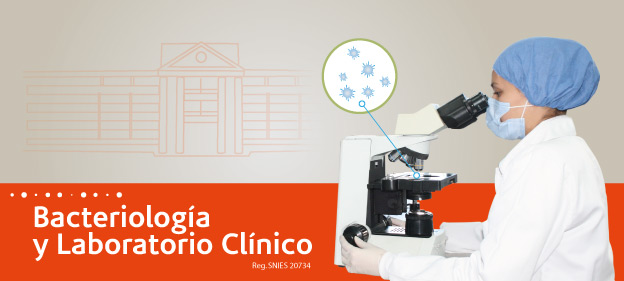 Bacteriología
y Laboratorio Clínico
Reg. SNIES 20734